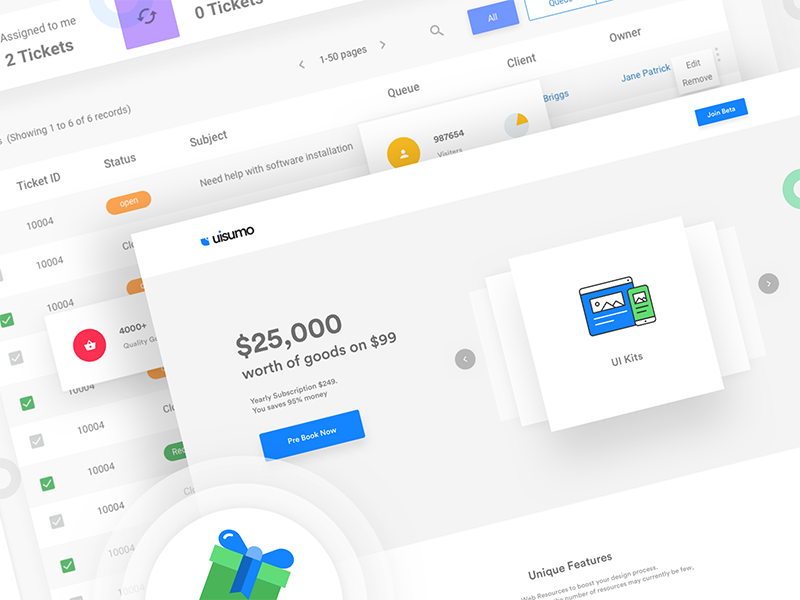 Assigned to me
2 Tickets
0 Tickets
1-50 pages
All
Queue
(Showing 1 to 6 of 6 records)
Ticket ID
Status
Subject
Queue
Client
Owner
10004
open
Need help with software installation
Briggs
Jane Patrick
Edit
Remove
987654
Visiters
10004
10004
4000+
Quality
10004
10004
10004
10004
10004
10004
Join Beta
uisumo
$25,000
worth of goods on $99
Yearly Subscription $249.
You saves 95% money
Pre Book Now
UI Kits
Unique Features
Web Resources to boost your design process.
the number of resources may currently be few,